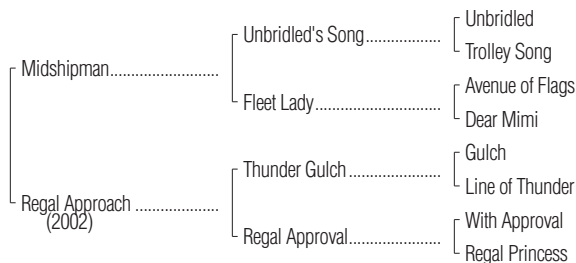 Unbridled
Unbridled's Song....................
Trolley Song
Midshipman.............................
Avenue of Flags
Fleet Lady.................................
Dear Mimi
Gulch
Thunder Gulch........................
Line of Thunder
Regal Approach ......................
(2002)
With Approval
Regal Approval........................
Regal Princess